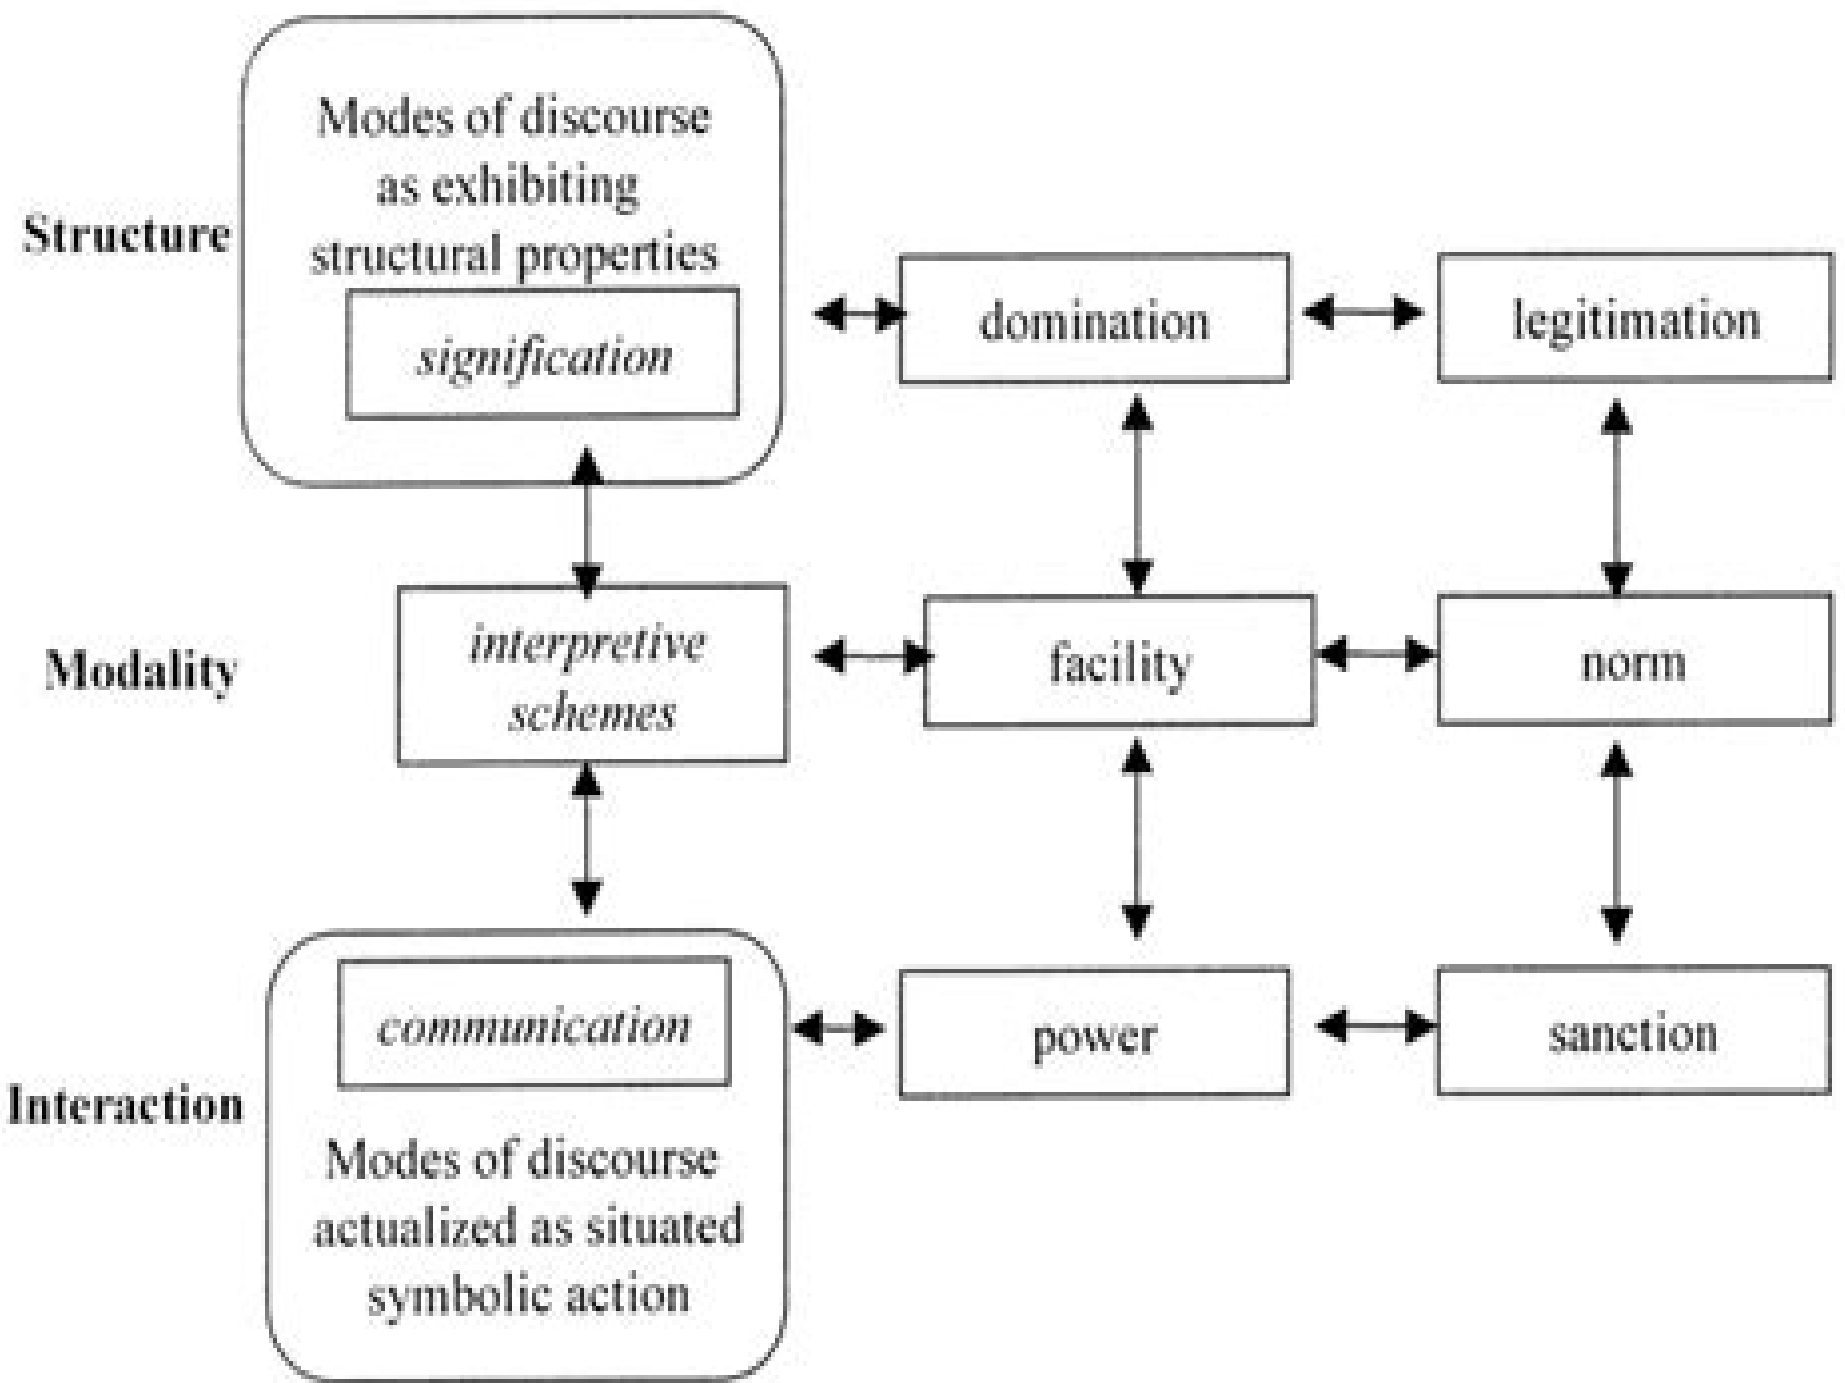 Modes of discourse
as exhibiting
structural properties
Structure
signification
domination
legitimation
Modality
interpretive
schemes
facility
norm
communication
power
sanction
Interaction
Modes of discourse
actualized as situated
symbolic action